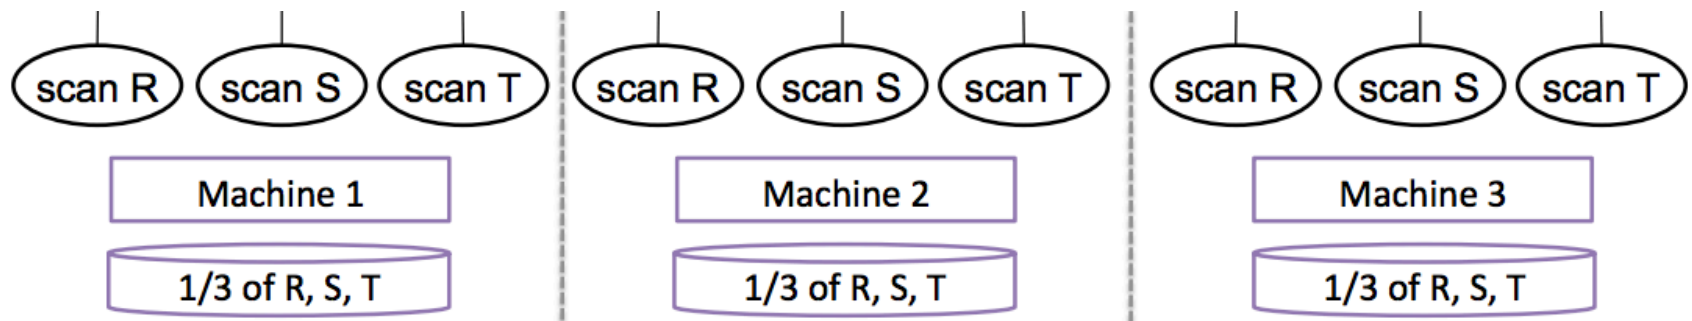 scan R scan S scan T scan R scan S scan T scan R scan S scan T
Machine 1 Machine 2 Machine 3
1/3 of R, S, T 1/3 of R, S, T 1/3 of R, S, T